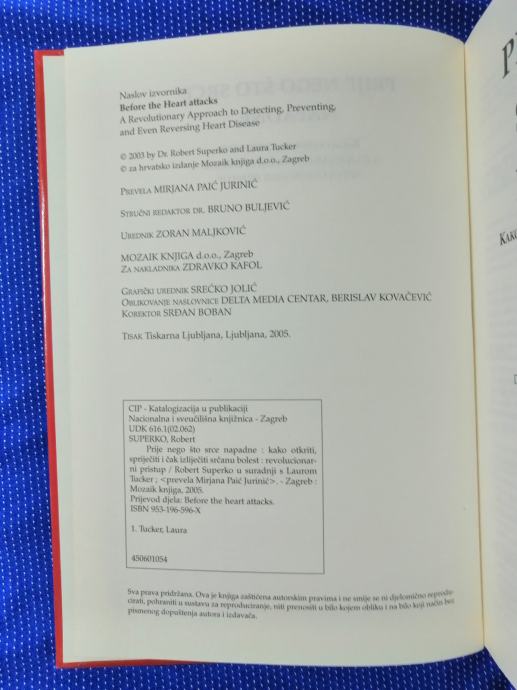 Naslov izvornika
Before the Heart attacks
A Revolutionary Approach to Detecting, Preventing,
and Even Reversing Heart Disease
© 2003 by Dr. Robert Superko and Laura Tucker
© za hrvatsko izdanje Mozaik knjiga d.o.o., Zagreb
PREVELA MIRJANA PAIĆ JURINIĆ
STRUČNI REDAKTOR DR. BRUNO BULJEVIĆ
UREDNIK ZORAN MALJKOVIĆ
MOZAIK KNJIGA d.o.o., Zagreb
ZA NAKLADNIKA ZDRAVKO KAFOL
GRAFIČKI UREDNIK SREĆKO JOLIĆ
OBLIKOVANJE NASLOVNICE DELTA MEDIA CENTAR, BERISLAV KOVAČEVIĆ
KOREKTOR SRĐAN BOBAN
TISAK Tiskarna Ljubljana, Ljubljana, 2005.
CIP - Katalogizacija u publikaciji
Nacionalna i sveučilišna knjižnica - Zagreb
UDK 616.1(02.062)
SUPERKO, Robert
Prije nego što srce napadne : kako otkriti,
spriječiti i čak izliječiti srčanu bolest : revolucionar-
ni pristup / Robert Superko u suradnji s Laurom
Tucker ; <prevela Mirjana Paić Jurinić>. - Zagreb :
Mozaik knjiga, 2005.
Prijevod djela: Before the heart attacks.
ISBN 953-196-596-X
1. Tucker, Laura
450601054
Sva prava pridržana. Ova je knjiga zaštićena autorskim pravima i ne smije se ni djelomično reprodu-
cirati, pohraniti u sustavu za reproduciranje, niti prenositi u bilo kojem obliku i na bilo koji način bez
pismenog dopuštenja autora i izdavača.